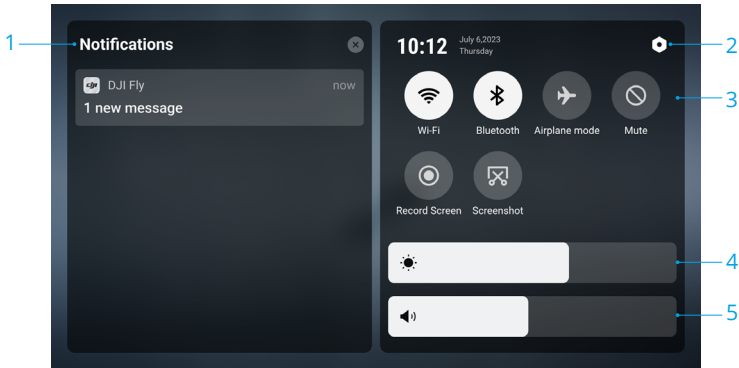 1
Notifications
dji DJI Fly now
1 new message
10:12
July 6,2023
Thursday
2
Wi-Fi Bluetooth Airplane mode Mute
3
Record Screen Screenshot
4
5